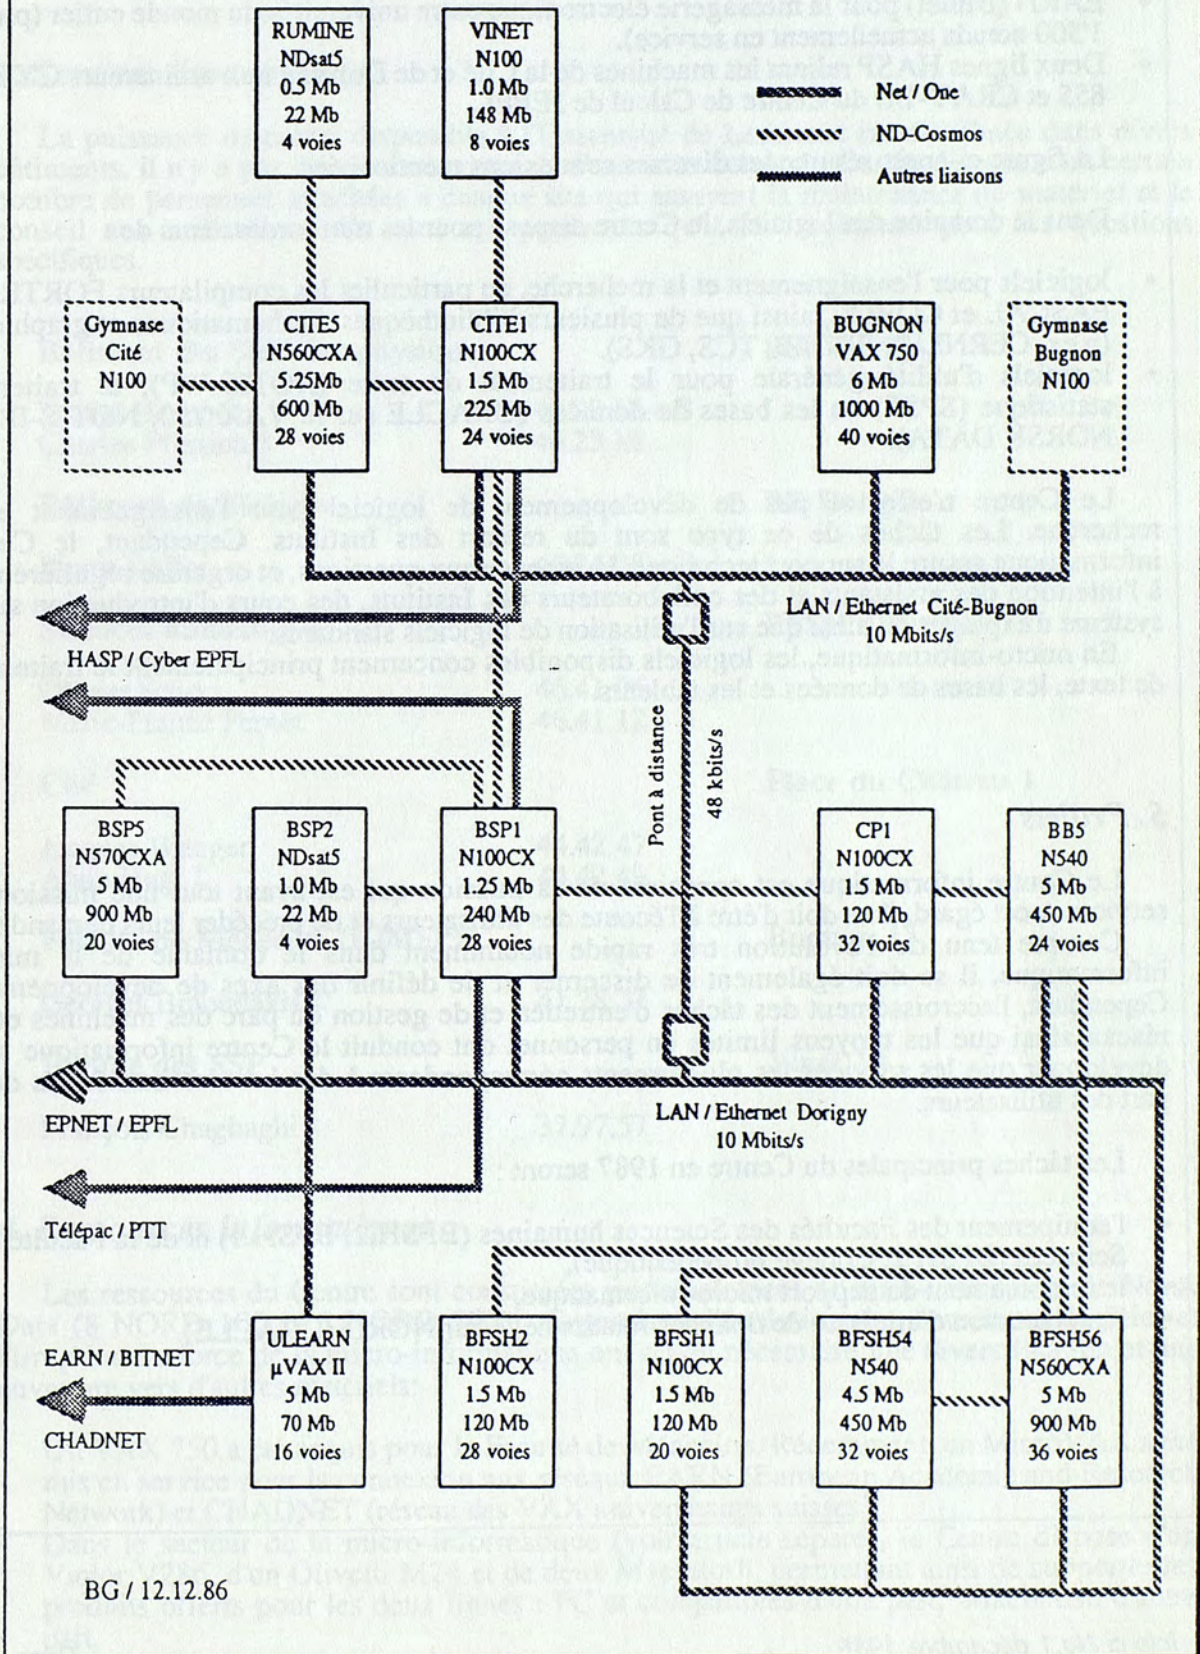 RUMINE
NDsat5
0.5 Mb
22 Mb
4 voies
VINET
N100
1.0 Mb
148 Mb
8 voies
Net / One
ND-Cosmos
Autres liaisons
Gymnase
Cité
N100
CITE5
N560CXA
5.25Mb
600 Mb
28 voies
CITE1
N100CX
1.5 Mb
225 Mb
24 voies
BUGNON
VAX 750
6 Mb
1000 Mb
40 voies
Gymnase
Bugnon
N100
LAN / Ethernet Cité-Bugnon
10 Mbits/s
HASP / Cyber EPFL
Pont à distance
48 kbits/s
BSP5
N570CXA
5 Mb
900 Mb
20 voies
BSP2
NDsat5
1.0 Mb
22 Mb
4 voies
BSP1
N100CX
1.25 Mb
240 Mb
28 voies
CP1
N100CX
1.5 Mb
120 Mb
32 voies
BB5
N540
5 Mb
450 Mb
24 voies
EPNET / EPFL
LAN / Ethernet Dorigny
10 Mbits/s
Télépac / PTT
EARN / BITNET
CHADNET
ULEARN
µVAX II
5 Mb
70 Mb
16 voies
BFSH2
N100CX
1.5 Mb
120 Mb
28 voies
BFSH1
N100CX
1.5 Mb
120 Mb
20 voies
BFSH54
N540
4.5 Mb
450 Mb
32 voies
BFSH56
N560CXA
5 Mb
900 Mb
36 voies
BG / 12.12.86